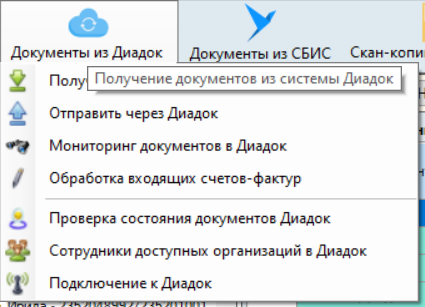 Документы из Диадок
Документы из СБИС
Скан-копи
Полу
Получение документов из системы Диадок
Отправить через Диадок
Мониторинг документов в Диадок
Обработка входящих счетов-фактур
Проверка состояния документов Диадок
Сотрудники доступных организаций в Диадок
Подключение к Диадок